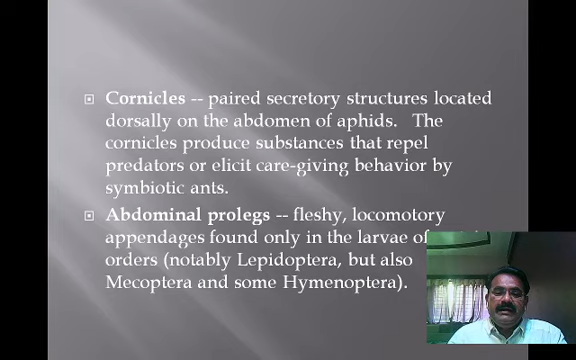 Cornicles -- paired secretory structures located
dorsally on the abdomen of aphids. The
cornicles produce substances that repel
predators or elicit care-giving behavior by
symbiotic ants.
Abdominal prolegs -- fleshy, locomotory
appendages found only in the larvae of
orders (notably Lepidoptera, but also
Mecoptera and some Hymenoptera).